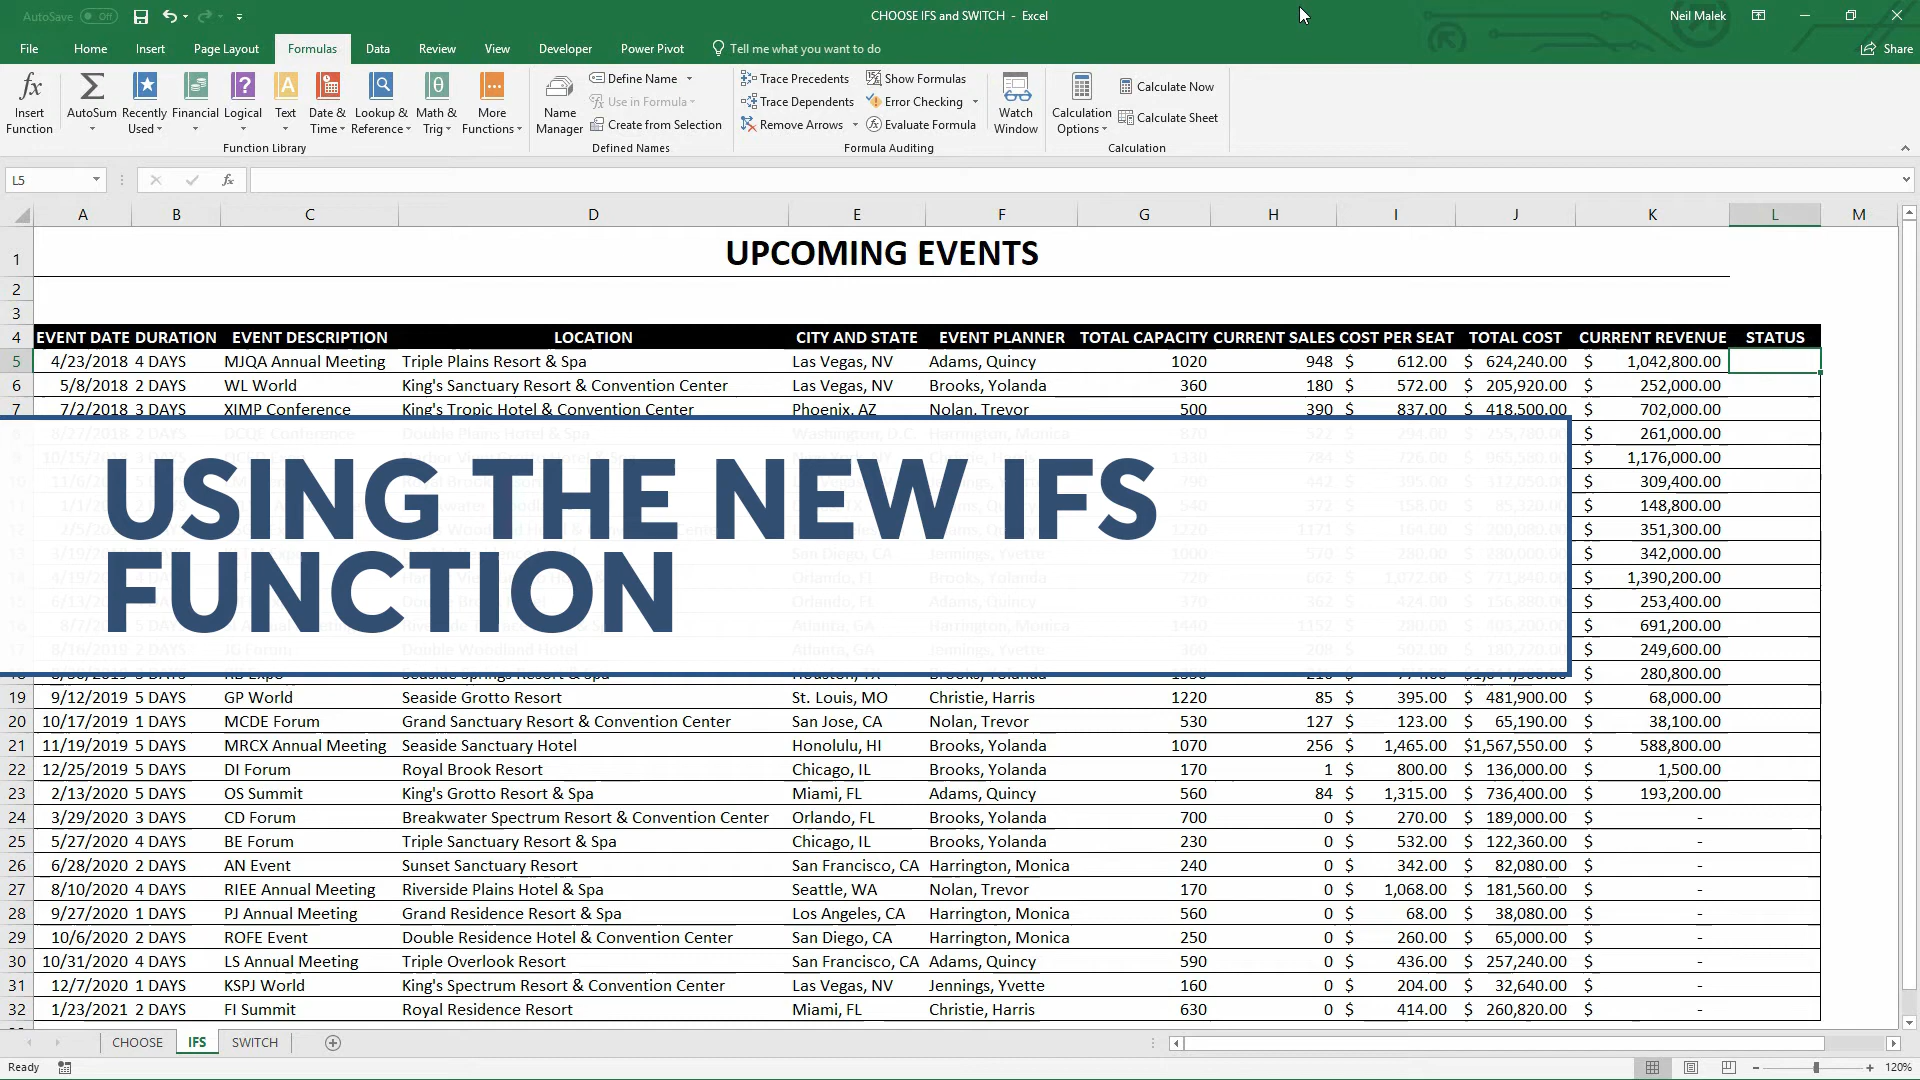 AutoSave Off CHOOSE IFS and SWITCH - Excel Neil Malek
File Home Insert Page Layout Formulas Data Review View Developer Power Pivot Tell me what you want to do Share
Insert Function AutoSum Recently Used Financial Logical Text Date & Time Lookup & Reference Math & Trig More Functions
Function Library
Name Manager Define Name Use in Formula Create from Selection
Defined Names
Trace Precedents Trace Dependents Remove Arrows Show Formulas Error Checking Evaluate Formula Watch Window
Formula Auditing
Calculation Options Calculate Now Calculate Sheet
Calculation
L5 fx
A B C D E F G H I J K L M
1 UPCOMING EVENTS
2
3
4 EVENT DATE DURATION EVENT DESCRIPTION LOCATION CITY AND STATE EVENT PLANNER TOTAL CAPACITY CURRENT SALES COST PER SEAT TOTAL COST CURRENT REVENUE STATUS
5 4/23/2018 4 DAYS MJQA Annual Meeting Triple Plains Resort & Spa Las Vegas, NV Adams, Quincy 1020 948 $ 612.00 $ 624,240.00 $ 1,042,800.00
6 5/8/2018 2 DAYS WL World King's Sanctuary Resort & Convention Center Las Vegas, NV Brooks, Yolanda 360 180 $ 572.00 $ 205,920.00 $ 252,000.00
7 7/2/2018 3 DAYS XIMP Conference King's Tropic Hotel & Convention Center Phoenix, AZ Nolan, Trevor 500 390 $ 837.00 $ 418,500.00 $ 702,000.00
$ 261,000.00
$ 1,176,000.00
$ 309,400.00
$ 148,800.00
$ 351,300.00
$ 342,000.00
$ 1,390,200.00
$ 253,400.00
$ 691,200.00
$ 249,600.00
$ 280,800.00
USING THE NEW IFS
FUNCTION
19 9/12/2019 5 DAYS GP World Seaside Grotto Resort St. Louis, MO Christie, Harris 1220 85 $ 395.00 $ 481,900.00 $ 68,000.00
20 10/17/2019 1 DAYS MCDE Forum Grand Sanctuary Resort & Convention Center San Jose, CA Nolan, Trevor 530 127 $ 123.00 $ 65,190.00 $ 38,100.00
21 11/19/2019 5 DAYS MRCX Annual Meeting Seaside Sanctuary Hotel Honolulu, HI Brooks, Yolanda 1070 256 $ 1,465.00 $1,567,550.00 $ 588,800.00
22 12/25/2019 5 DAYS DI Forum Royal Brook Resort Chicago, IL Brooks, Yolanda 170 1 $ 800.00 $ 136,000.00 $ 1,500.00
23 2/13/2020 5 DAYS OS Summit King's Grotto Resort & Spa Miami, FL Adams, Quincy 560 84 $ 1,315.00 $ 736,400.00 $ 193,200.00
24 3/29/2020 3 DAYS CD Forum Breakwater Spectrum Resort & Convention Center Orlando, FL Brooks, Yolanda 700 0 $ 270.00 $ 189,000.00 $ -
25 5/27/2020 4 DAYS BE Forum Triple Sanctuary Resort & Spa Chicago, IL Brooks, Yolanda 230 0 $ 532.00 $ 122,360.00 $ -
26 6/28/2020 2 DAYS AN Event Sunset Sanctuary Resort San Francisco, CA Harrington, Monica 240 0 $ 342.00 $ 82,080.00 $ -
27 8/10/2020 4 DAYS RIEE Annual Meeting Riverside Plains Hotel & Spa Seattle, WA Nolan, Trevor 170 0 $ 1,068.00 $ 181,560.00 $ -
28 9/27/2020 1 DAYS PJ Annual Meeting Grand Residence Resort & Spa Los Angeles, CA Harrington, Monica 560 0 $ 68.00 $ 38,080.00 $ -
29 10/6/2020 2 DAYS ROFE Event Double Residence Hotel & Convention Center San Diego, CA Harrington, Monica 250 0 $ 260.00 $ 65,000.00 $ -
30 10/31/2020 4 DAYS LS Annual Meeting Triple Overlook Resort San Francisco, CA Adams, Quincy 590 0 $ 436.00 $ 257,240.00 $ -
31 12/7/2020 1 DAYS KSPJ World King's Spectrum Resort & Convention Center Las Vegas, NV Jennings, Yvette 160 0 $ 204.00 $ 32,640.00 $ -
32 1/23/2021 2 DAYS FI Summit Royal Residence Resort Miami, FL Christie, Harris 630 0 $ 414.00 $ 260,820.00 $ -
CHOOSE IFS SWITCH
Ready 120%